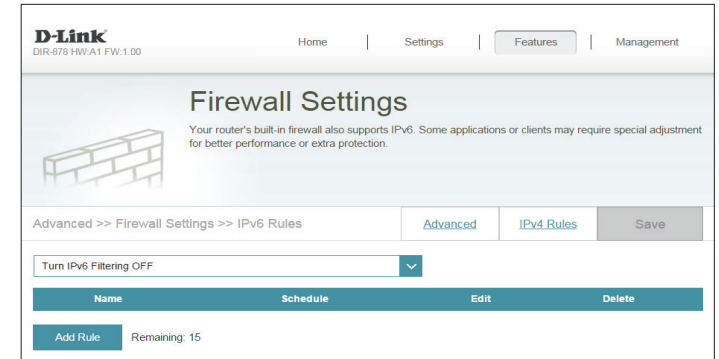 D-Link
DIR-878 HW:A1 FW:1.00
Home
Settings
Features
Management
Firewall Settings
Your router's built-in firewall also supports IPv6. Some applications or clients may require special adjustment
for better performance or extra protection.
Advanced >> Firewall Settings >> IPv6 Rules
Advanced
IPv4 Rules
Save
Turn IPv6 Filtering OFF
Name
Schedule
Edit
Delete
Add Rule
Remaining: 15